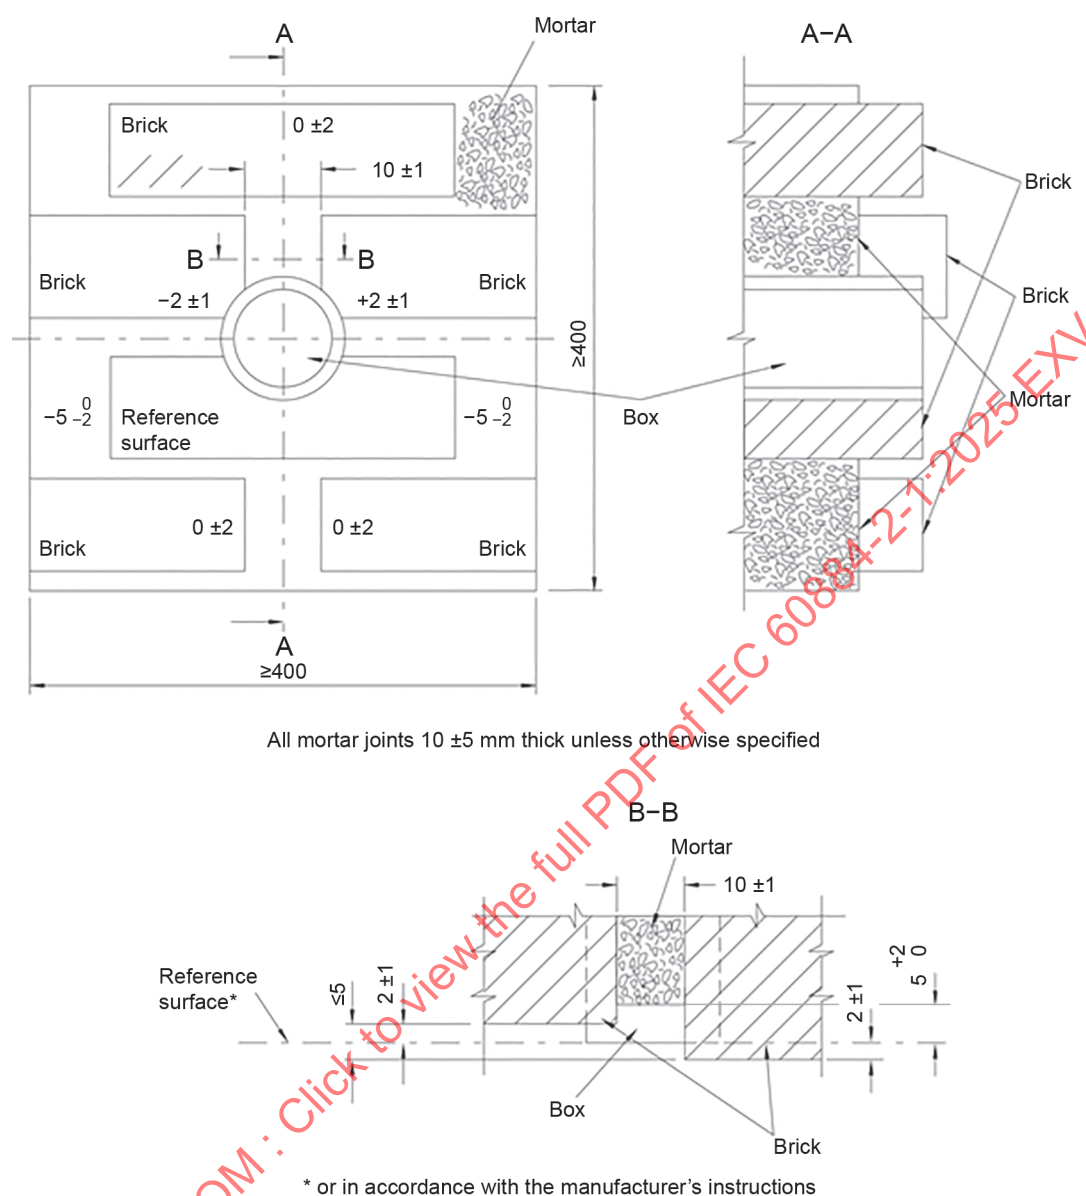 A
Mortar
A–A
Brick
0 ±2
10 ±1
Brick
B
B
Brick
Brick
−2 ±1
+2 ±1
Brick
≥400
−5 0 −2
Reference
surface
−5 0 −2
Box
Mortar
0 ±2
0 ±2
Brick
Brick
A
≥400
All mortar joints 10 ±5 mm thick unless otherwise specified
B–B
Mortar
10 ±1
Reference
surface*
≤5
2 ±1
2 ±1
5 +2 0
Box
Brick
* or in accordance with the manufacturer's instructions
OM : Click to view the full PDF of IEC 60884-2-1:2025 EXV